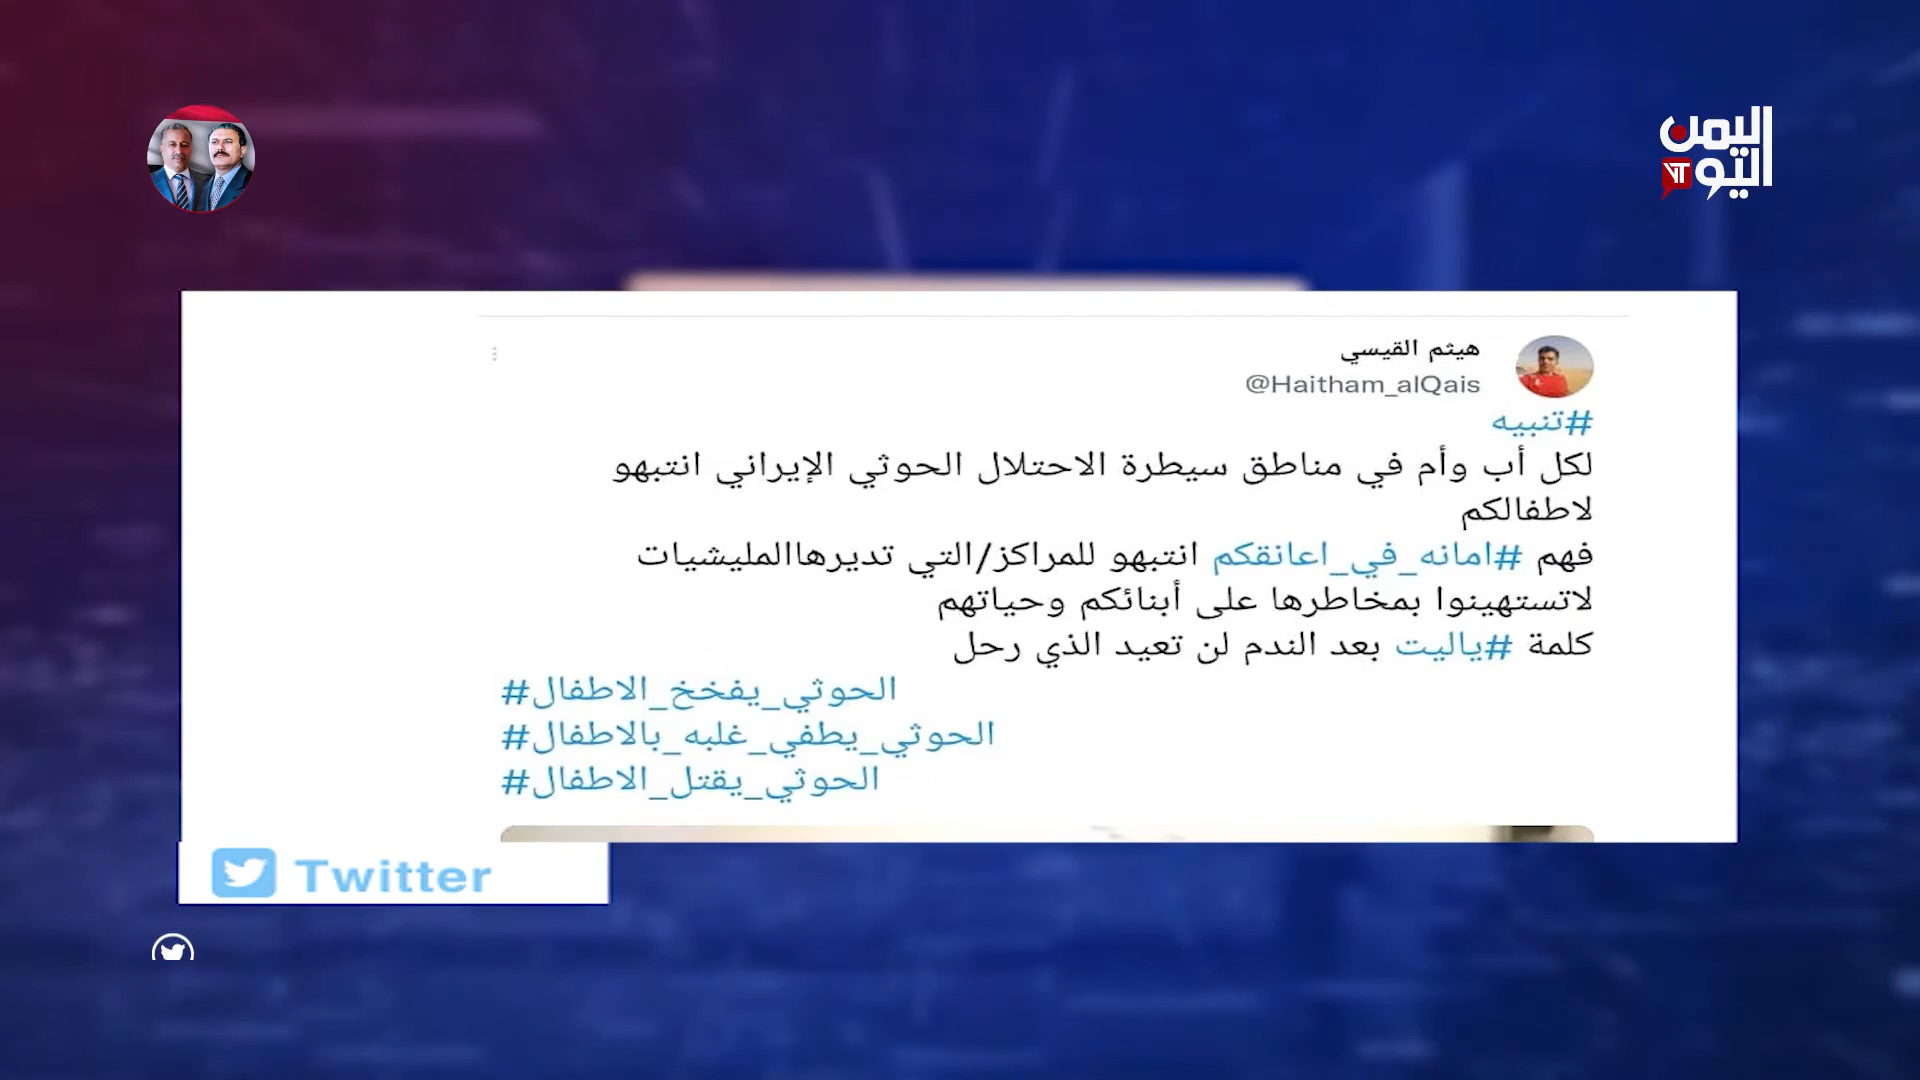 اليمن
اليوم
YT
هيثم القيسي
@Haitham_alQais
#تنبيه
لكل أب وأم في مناطق سيطرة الاحتلال الحوثي الإيراني انتبهو
لاطفالكم
فهم #امانه_في_اعانقكم انتبهو للمراكز/التي تديرهاالمليشيات
لاتستهينوا بمخاطرها على أبنائكم وحياتهم
كلمة #ياليت بعد الندم لن تعيد الذي رحل
#الحوثي_يفخخ_الاطفال
#الحوثي_يطفي_غلبه_بالاطفال
#الحوثي_يقتل_الاطفال
Twitter